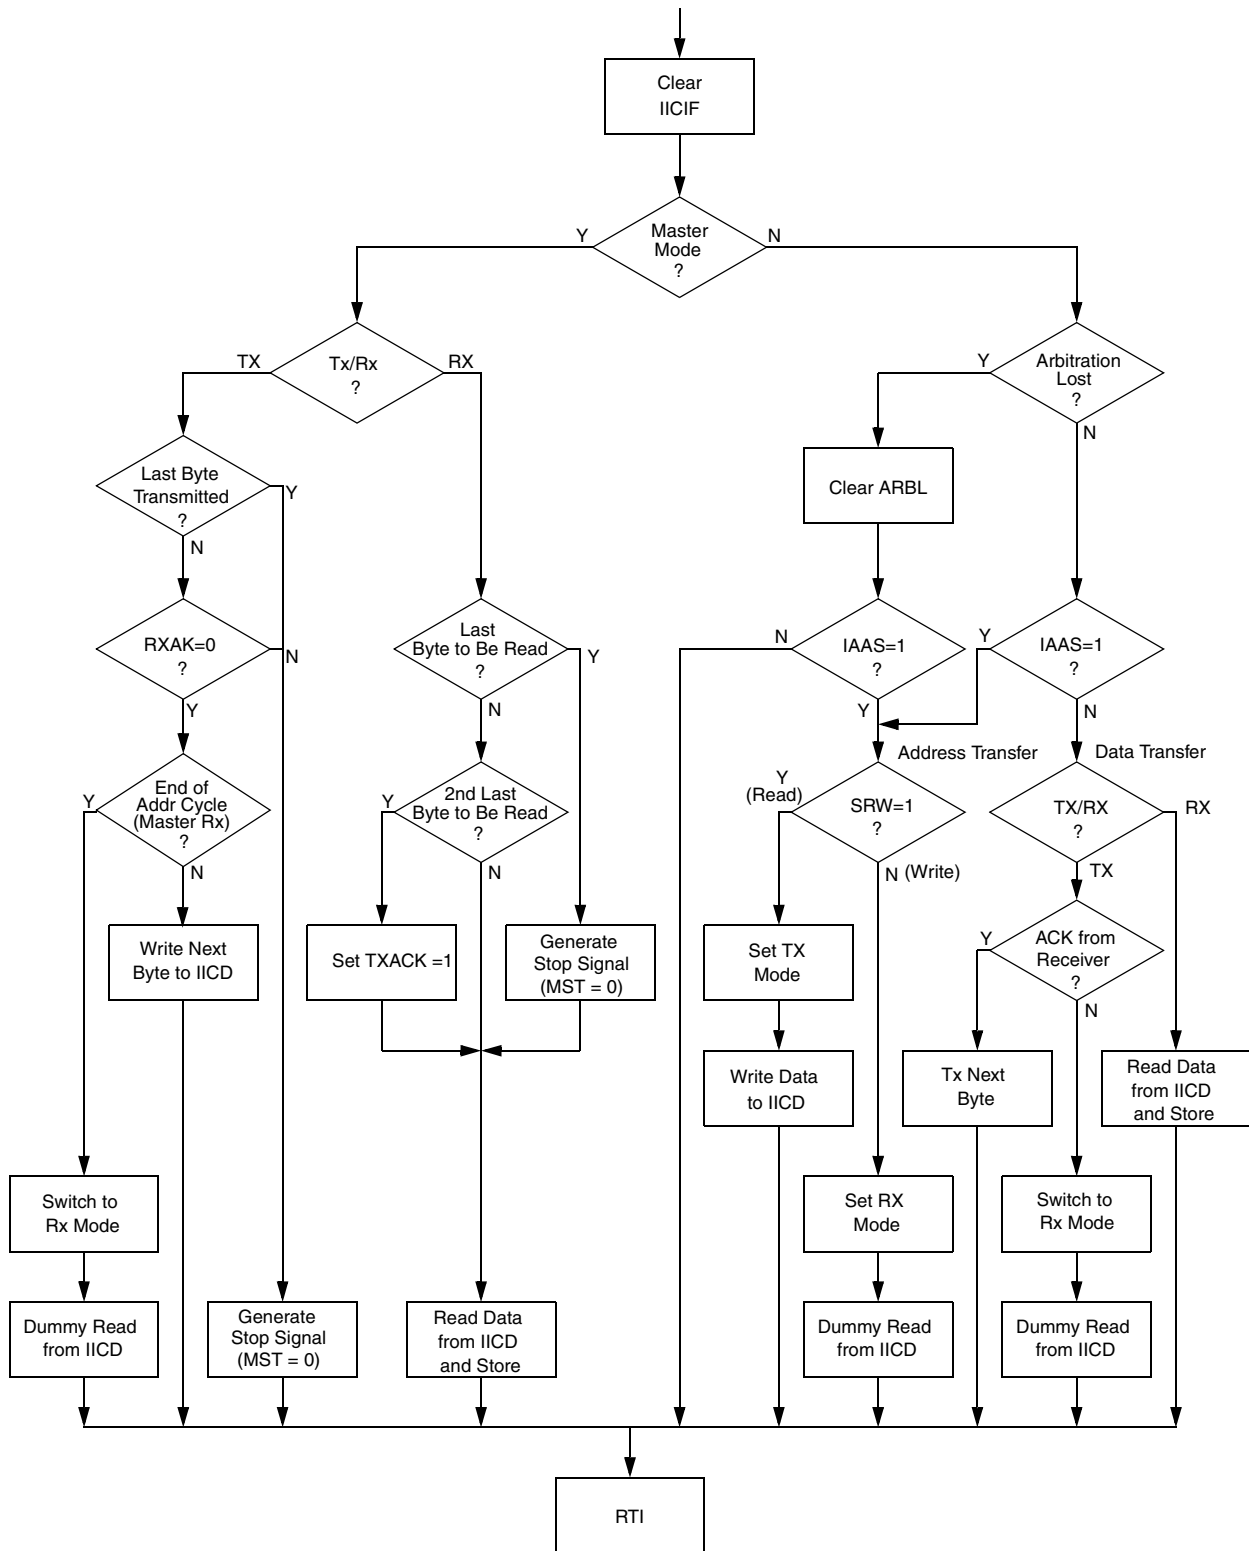 Clear
IICIF
Master
Mode
?
Y
N
Tx/Rx
?
TX
RX
Arbitration
Lost
?
Y
N
Last Byte
Transmitted
?
Y
N
Clear ARBL
RXAK=0
?
N
Y
Last
Byte to Be Read
?
Y
N
IAAS=1
?
N
Y
IAAS=1
?
Y
N
Address Transfer
Data Transfer
End of
Addr Cycle
(Master Rx)
?
Y
N
2nd Last
Byte to Be Read
?
Y
N
Y
(Read)
SRW=1
?
N (Write)
TX/RX
?
RX
TX
Write Next
Byte to IICD
Set TXACK =1
Generate
Stop Signal
(MST = 0)
Set TX
Mode
Y
ACK from
Receiver
?
N
Write Data
to IICD
Tx Next
Byte
Read Data
from IICD
and Store
Switch to
Rx Mode
Set RX
Mode
Switch to
Rx Mode
Dummy Read
from IICD
Generate
Stop Signal
(MST = 0)
Read Data
from IICD
and Store
Dummy Read
from IICD
Dummy Read
from IICD
RTI